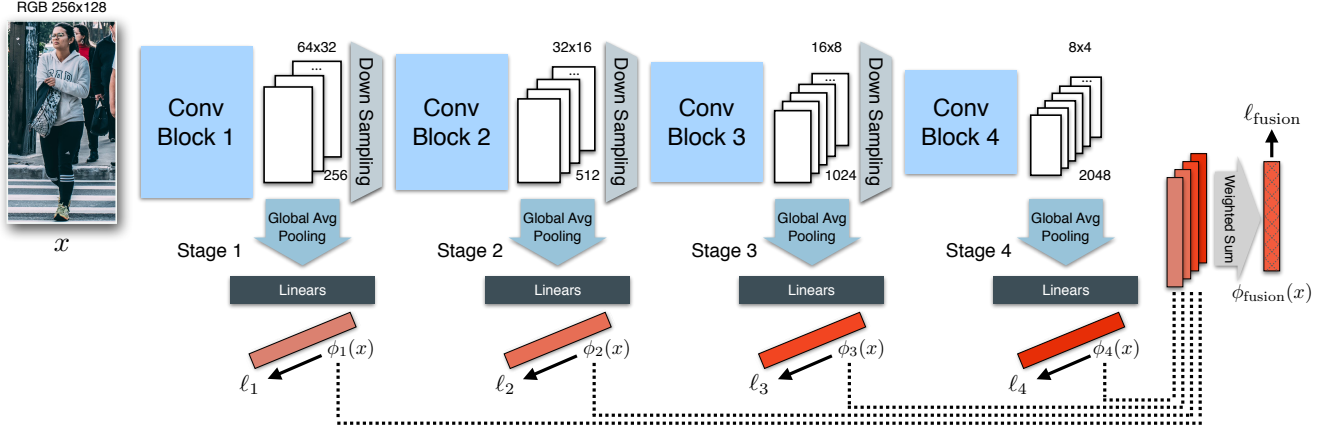 RGB 256x128
x
Conv
Block 1
64x32
...
256
Down Sampling
Global Avg
Pooling
Stage 1
Linears
ϕ₁(x)
ℓ₁
Conv
Block 2
32x16
...
512
Down Sampling
Global Avg
Pooling
Stage 2
Linears
ϕ₂(x)
ℓ₂
Conv
Block 3
16x8
...
1024
Down Sampling
Global Avg
Pooling
Stage 3
Linears
ϕ₃(x)
ℓ₃
Conv
Block 4
8x4
...
2048
Global Avg
Pooling
Stage 4
Linears
ϕ₄(x)
ℓ₄
Weighted Sum
ℓfusion
ϕfusion(x)